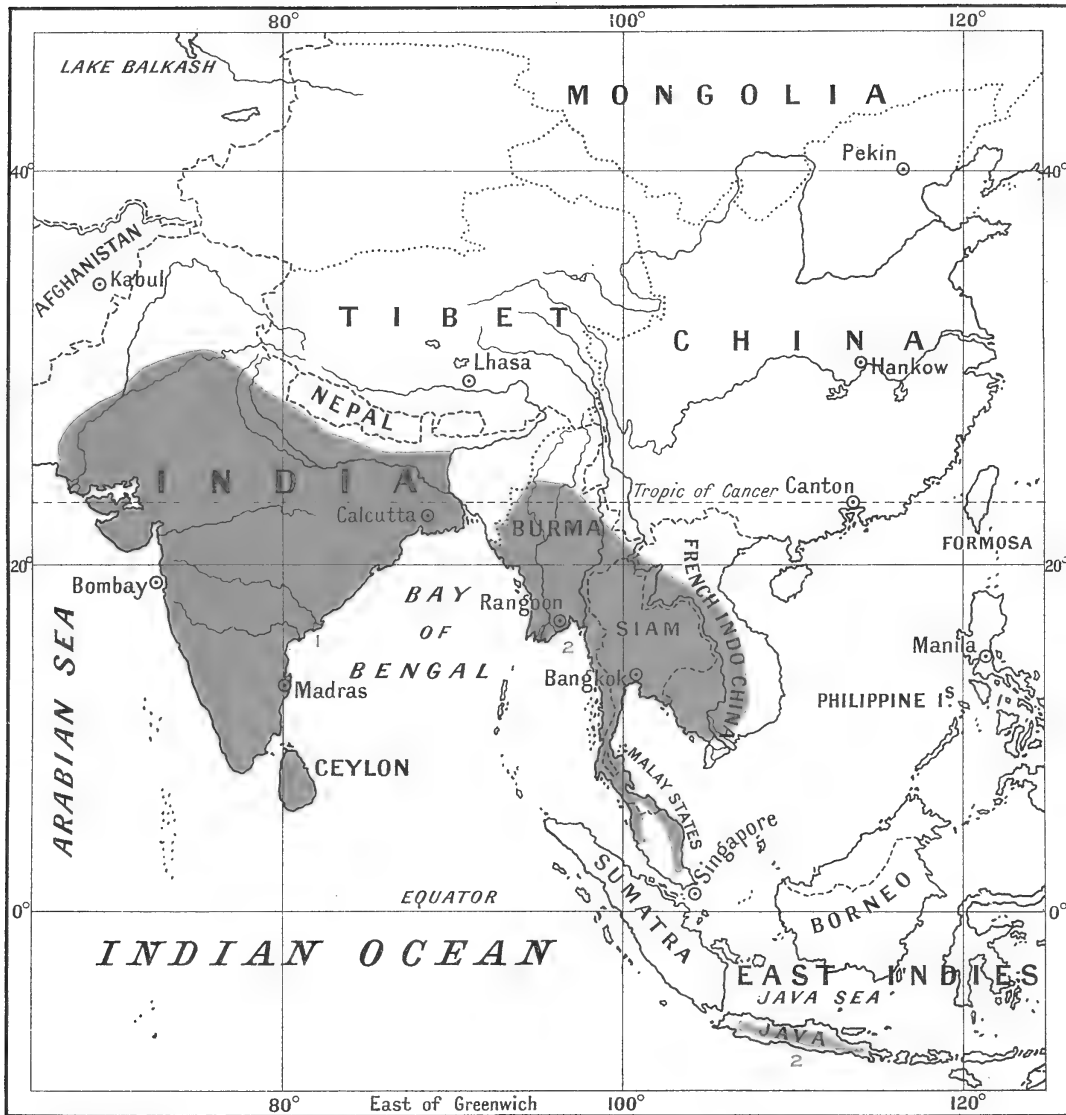 80°
100°
120°
LAKE BALKASH
MONGOLIA
Pekin
40°
40°
AFGHANISTAN
Kabul
TIBET
CHINA
Lhasa
Hankow
NEPAL
INDIA
Tropic of Cancer
Canton
Calcutta
BURMA
FORMOSA
20°
20°
FRENCH INDO CHINA
Bombay
BAY
OF
BENGAL
Rangoon
SIAM
1
2
Manila
ARABIAN SEA
Madras
Bangkok
PHILIPPINE IS.
CEYLON
MALAY STATES
Singapore
SUMATRA
BORNEO
EQUATOR
0°
0°
INDIAN OCEAN
EAST INDIES
JAVA SEA
JAVA
2
80°
East of Greenwich
100°
120°